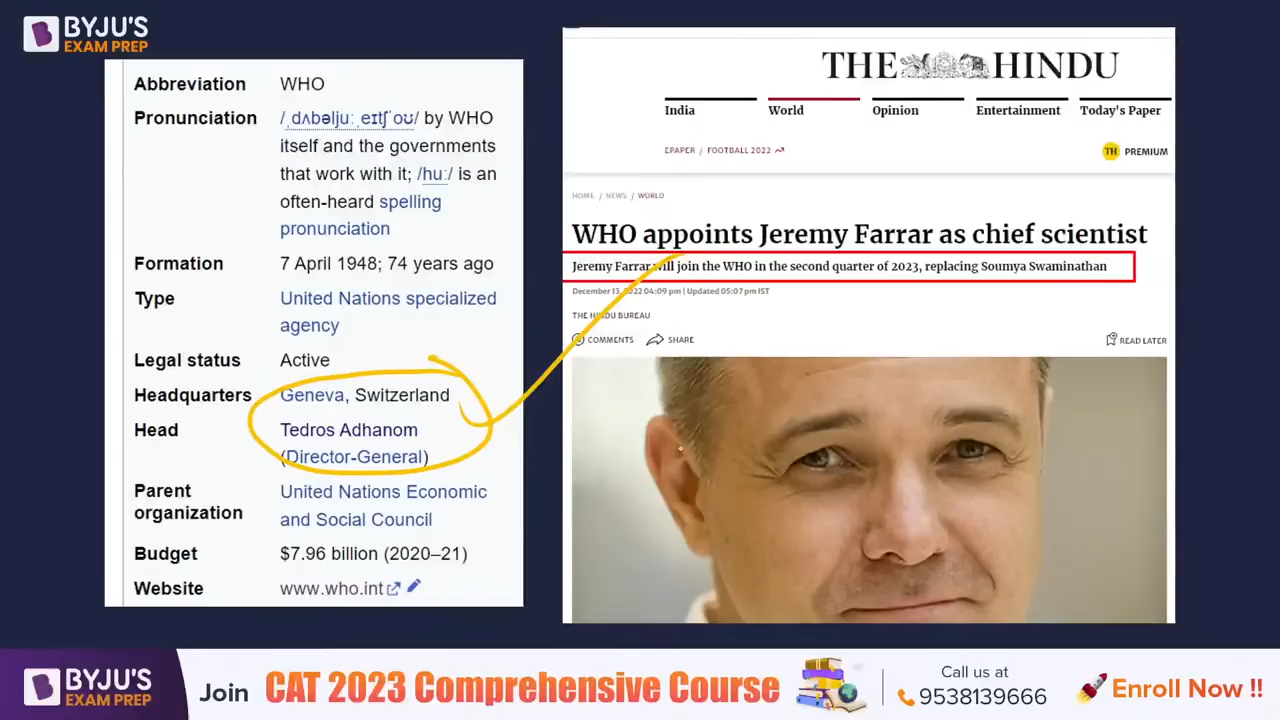 BYJU'S
EXAM PREP
Abbreviation WHO
Pronunciation /ˌdʌbəljuːˌeɪtʃˈoʊ/ by WHO
itself and the governments
that work with it; /huː/ is an
often-heard spelling
pronunciation
Formation 7 April 1948; 74 years ago
Type United Nations specialized
agency
Legal status Active
Headquarters Geneva, Switzerland
Head Tedros Adhanom
(Director-General)
Parent United Nations Economic
organization and Social Council
Budget $7.96 billion (2020–21)
Website www.who.int
THE HINDU
India World Opinion Entertainment Today's Paper
EPAPER / FOOTBALL 2022
TH PREMIUM
HOME / NEWS / WORLD
WHO appoints Jeremy Farrar as chief scientist
Jeremy Farrar will join the WHO in the second quarter of 2023, replacing Soumya Swaminathan
December 13, 2022 04:09 pm | Updated 05:07 pm IST
THE HINDU BUREAU
COMMENTS SHARE READ LATER
BYJU'S
EXAM PREP
Join CAT 2023 Comprehensive Course
Call us at
9538139666
Enroll Now !!